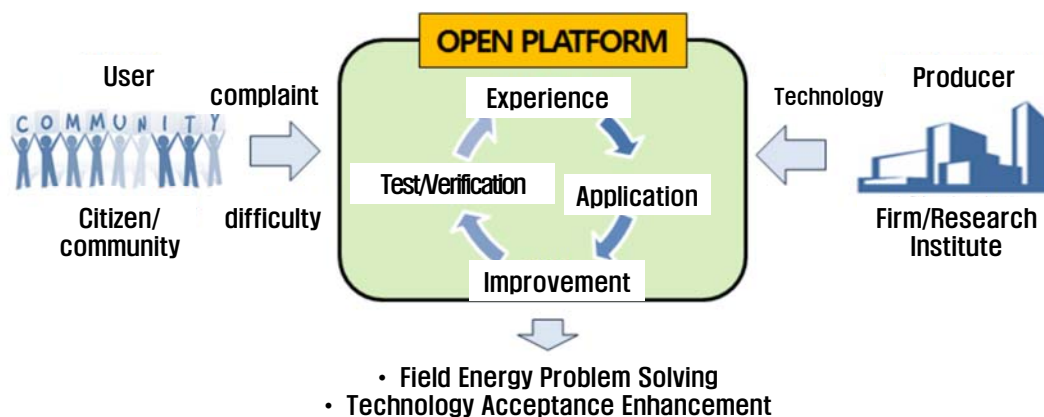 OPEN PLATFORM
User
COMMUNITY
Citizen/
community
complaint
difficulty
Experience
Application
Improvement
Test/Verification
Technology
Producer
Firm/Research
Institute
• Field Energy Problem Solving
• Technology Acceptance Enhancement